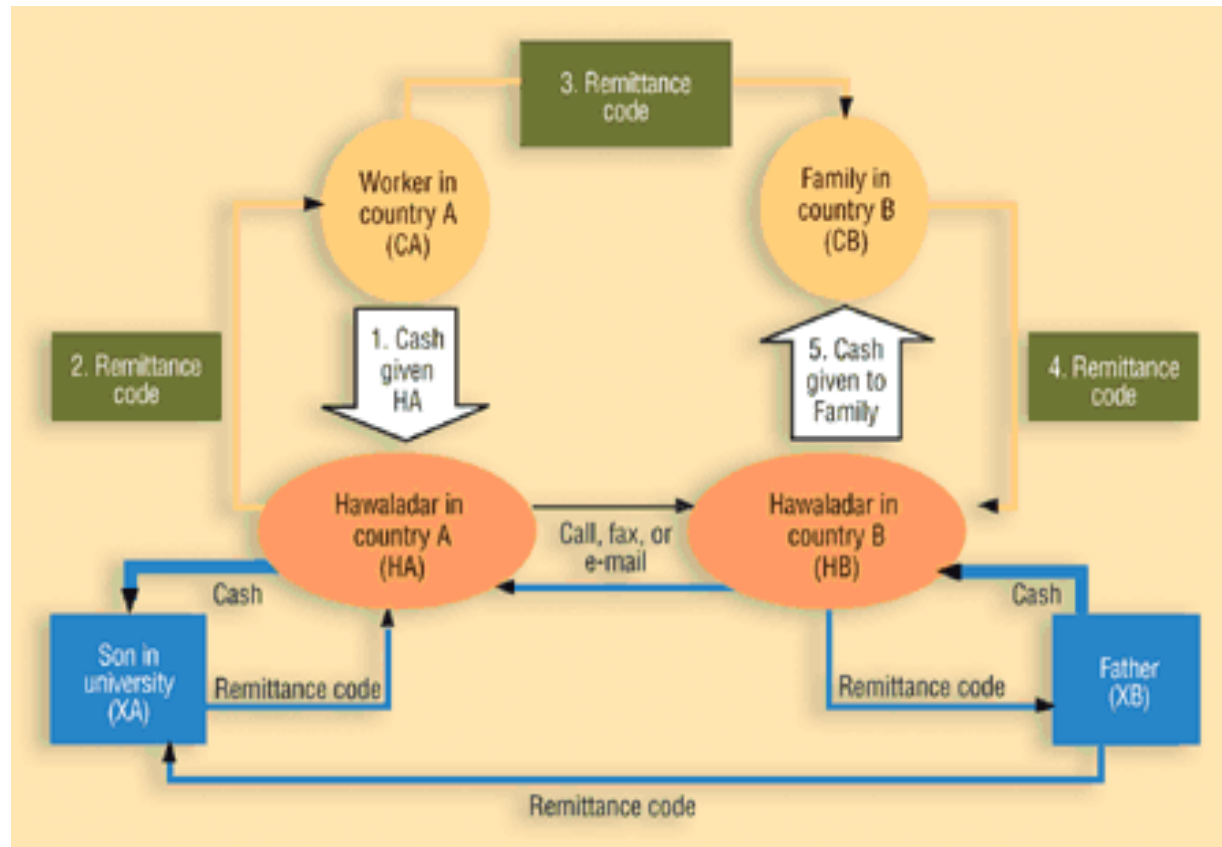 3. Remittance
code
Worker in
country A
(CA)
Family in
country B
(CB)
2. Remittance
code
1. Cash
given
HA
5. Cash
given to
Family
4. Remittance
code
Hawaladar in
country A
(HA)
Call, fax, or
e-mail
Hawaladar in
country B
(HB)
Cash
Cash
Son in
university
(XA)
Remittance code
Remittance code
Father
(XB)
Remittance code